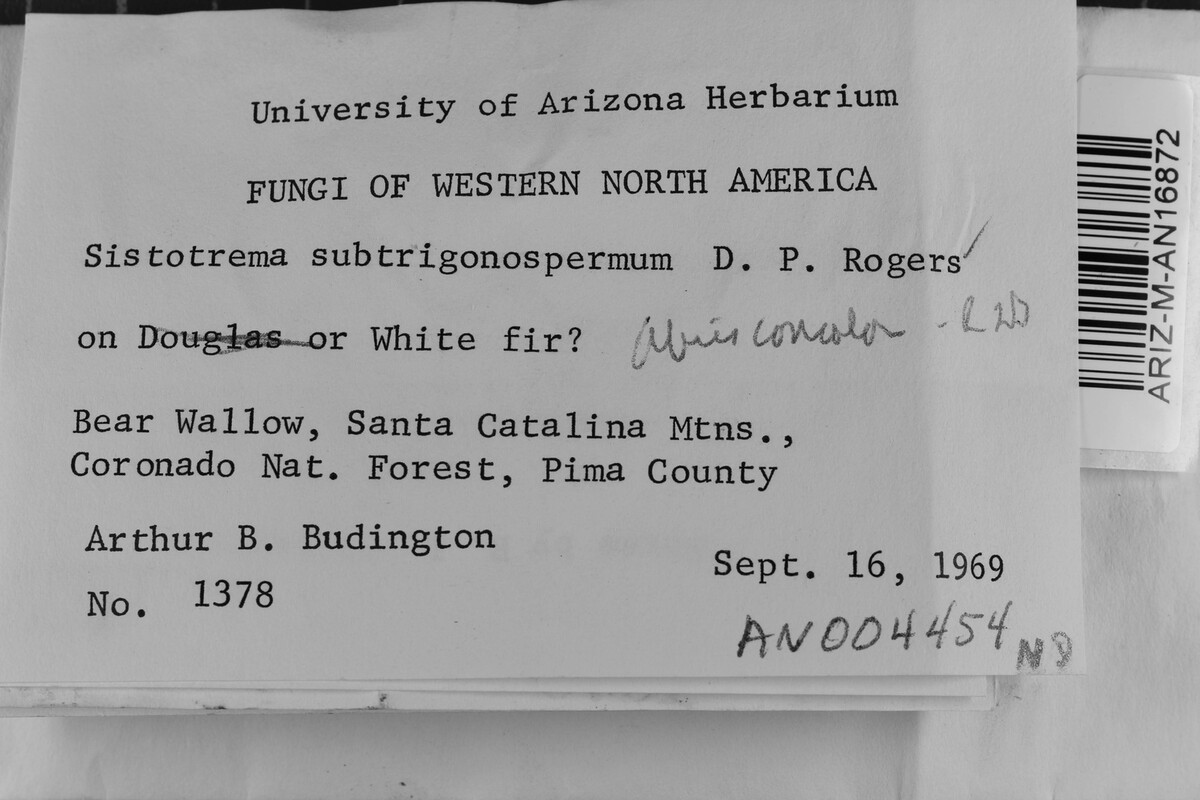 University of Arizona Herbarium
FUNGI OF WESTERN NORTH AMERICA
Sistotrema subtrigonospermum D. P. Rogers
on Douglas or White fir? Abies concolor
Bear Wallow, Santa Catalina Mtns.,
Coronado Nat. Forest, Pima County
Arthur B. Budington
Sept. 16, 1969
No. 1378
AN004454
ARIZ-M-AN16872